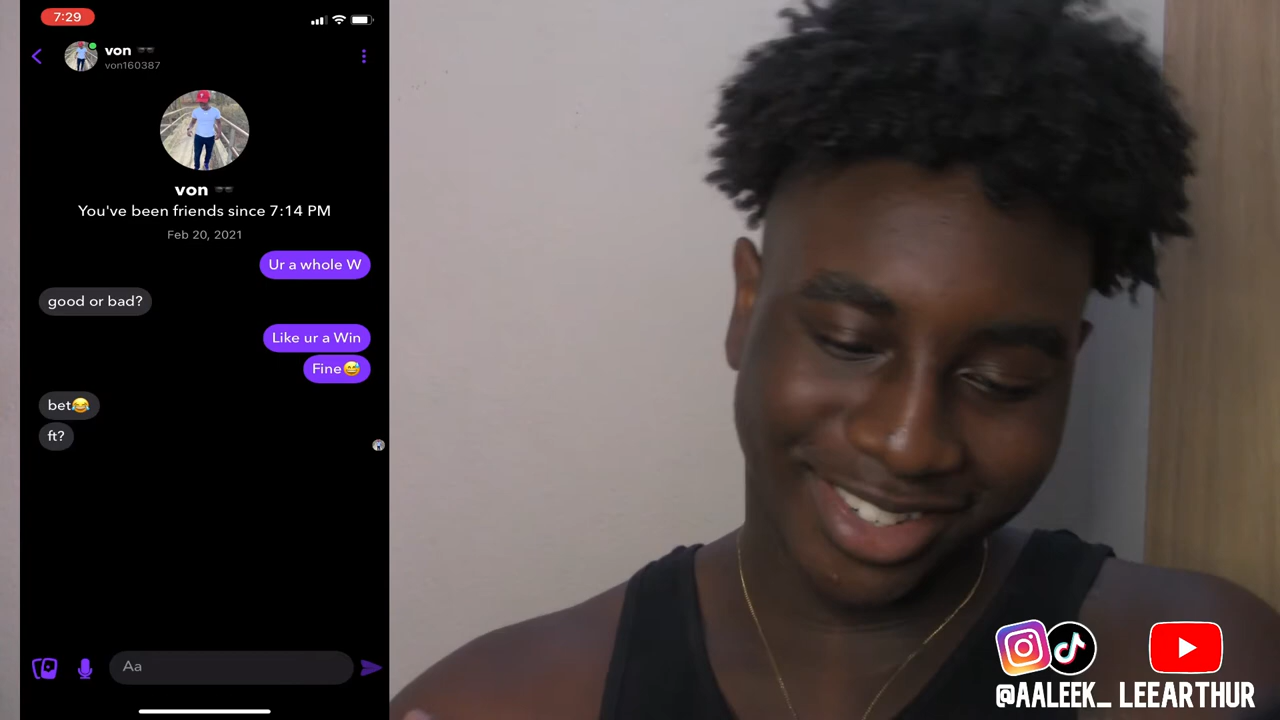 7:29
von 🕶️
von160387
von 🕶️
You've been friends since 7:14 PM
Feb 20, 2021
Ur a whole W
good or bad?
Like ur a Win
Fine😅
bet😂
ft?
Aa
@AALEEK_ LEEARTHUR